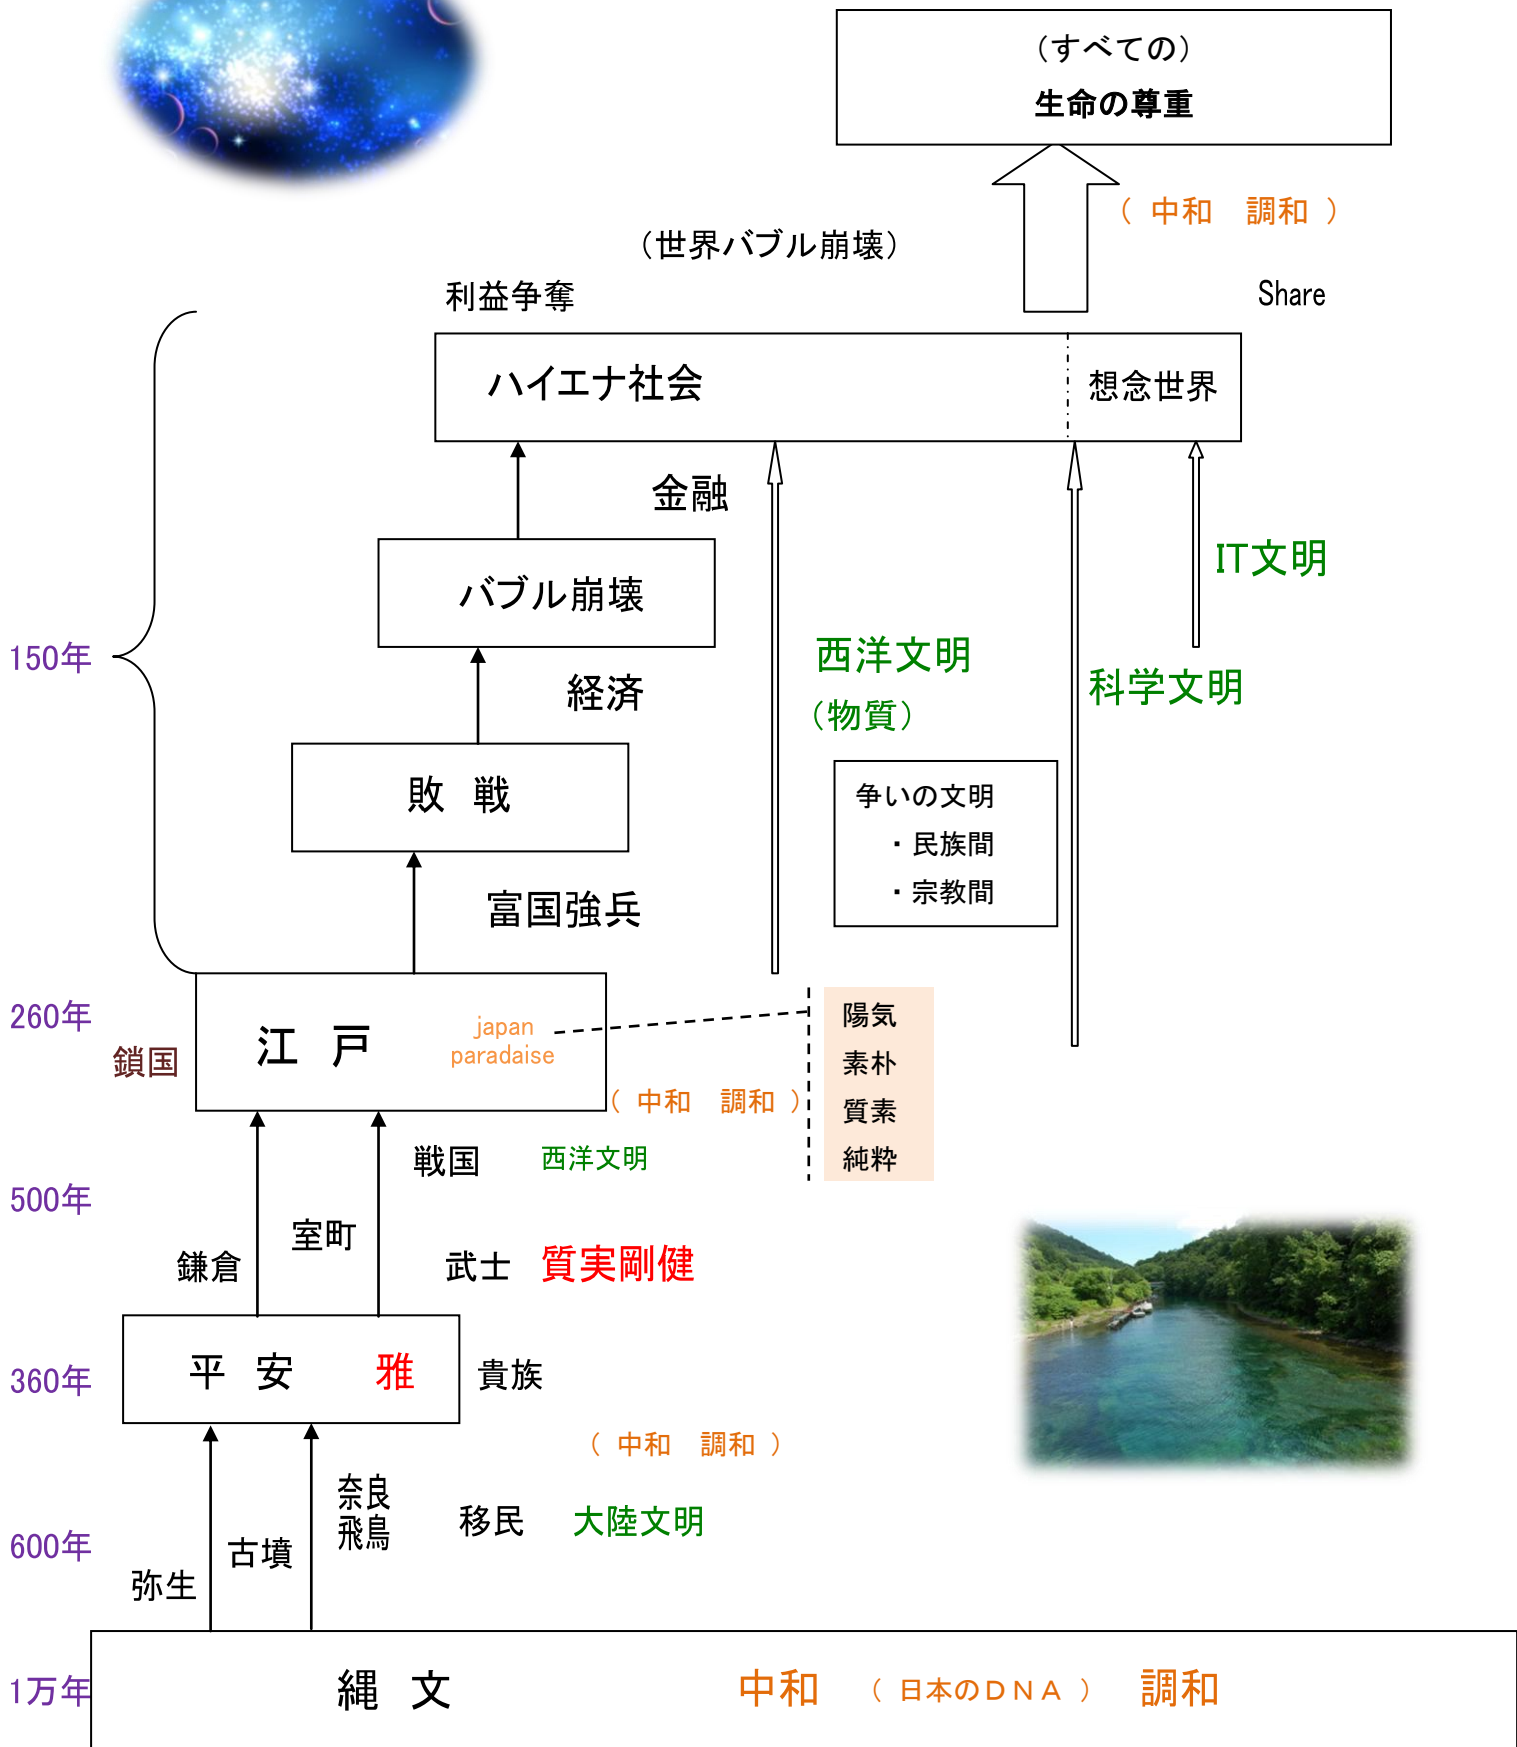 （すべての）
生命の尊重
（ 中和　調和 ）
（世界バブル崩壊）
利益争奪
Share
ハイエナ社会
想念世界
金融
IT文明
バブル崩壊
西洋文明
（物質）
150年
科学文明
経済
敗　戦
争いの文明
・民族間
・宗教間
富国強兵
260年
鎖国
江　戸
japan
paradaise
陽気
素朴
質素
純粋
（ 中和　調和 ）
戦国
西洋文明
500年
室町
鎌倉
武士
質実剛健
360年
平　安
雅
貴族
（ 中和　調和 ）
奈良
飛鳥
移民
大陸文明
600年
古墳
弥生
1万年
縄　文
中和
（ 日本のＤＮＡ ）
調和